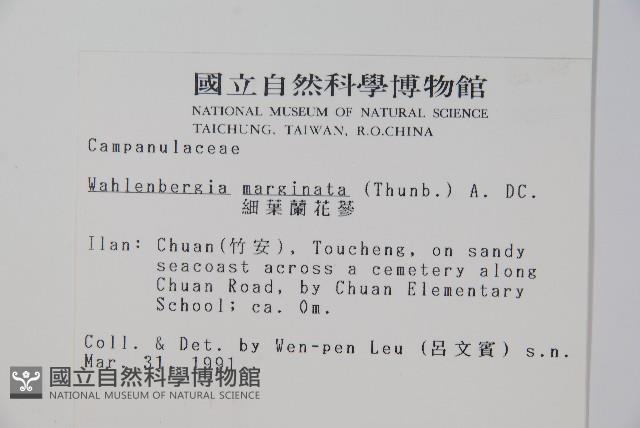 國立自然科學博物館
NATIONAL MUSEUM OF NATURAL SCIENCE
TAICHUNG, TAIWAN, R.O.CHINA
Campanulaceae
Wahlenbergia marginata (Thunb.) A. DC.
細葉蘭花蔘
Ilan: Chuan(竹安), Toucheng, on sandy
seacoast across a cemetery along
Chuan Road, by Chuan Elementary
School; ca. 0m.
Coll. & Det. by Wen-pen Leu (呂文賓) s.n.
Mar. 31, 1991
國立自然科學博物館
NATIONAL MUSEUM OF NATURAL SCIENCE